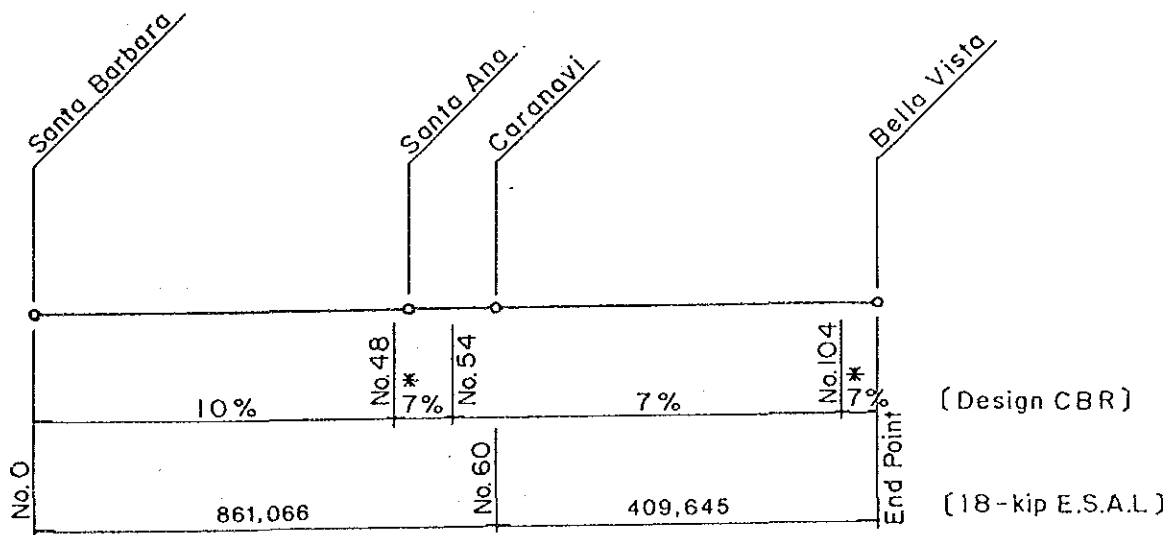 Santa Barbara
Santa Ana
Caranavi
Bella Vista
No.48
No.54
No.104
10%
*
7%
7%
*
7%
(Design CBR)
No.0
No.60
End Point
861,066
409,645
(18-kip E.S.A.L)